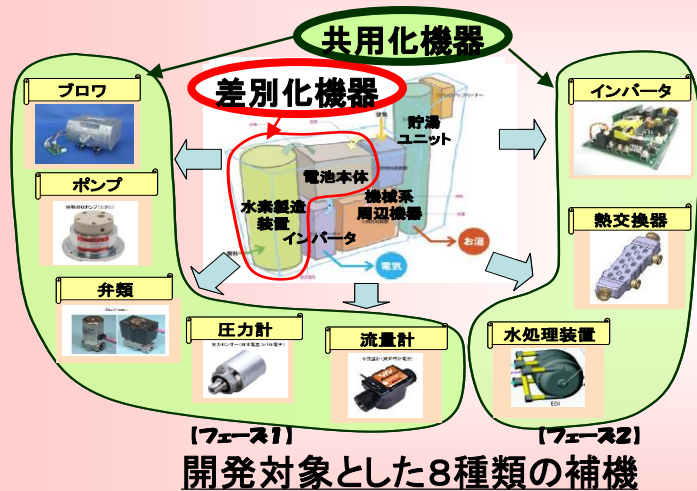 共用化機器
差別化機器
ブロワ
ポンプ
弁類
圧力計
流量計
インバータ
熱交換器
水処理装置
EDI
貯湯
ユニット
電池本体
水素製造
装置
機械系
周辺機器
インバータ
お湯
電気
【フェーズ1】
【フェーズ2】
開発対象とした8種類の補機